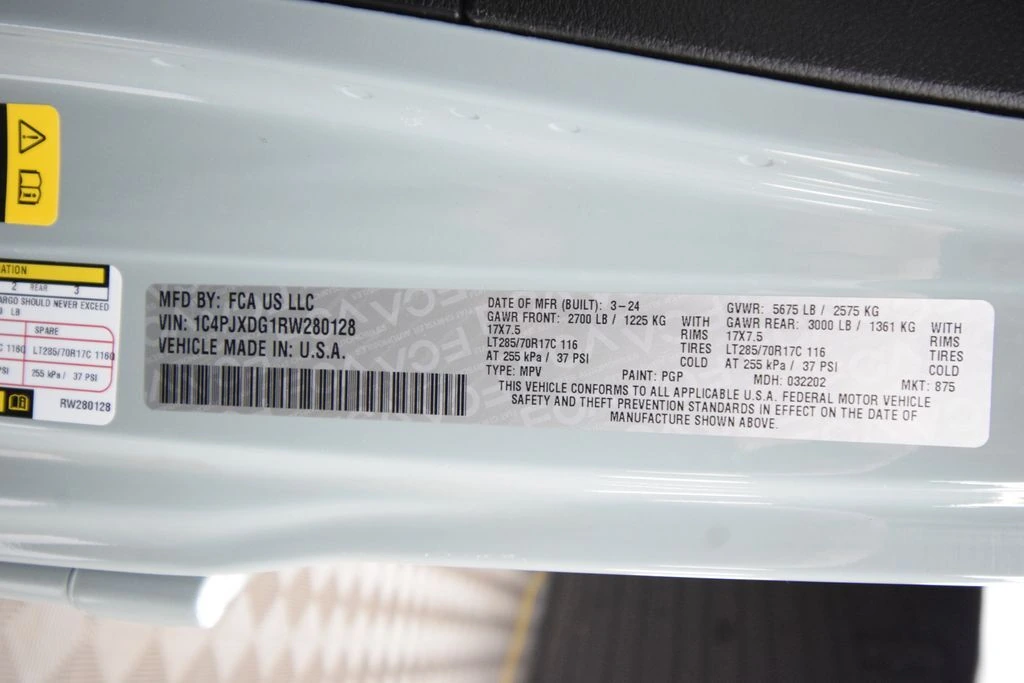 ATION
2 REAR 3
ARGO SHOULD NEVER EXCEED
9 LB
SPARE
C 116C LT285/70R17C 116C
PSI 255 kPa / 37 PSI
RW280128
MFD BY: FCA US LLC
VIN: 1C4PJXDG1RW280128
VEHICLE MADE IN: U.S.A.
DATE OF MFR (BUILT): 3-24 GVWR: 5675 LB / 2575 KG
GAWR FRONT: 2700 LB / 1225 KG WITH GAWR REAR: 3000 LB / 1361 KG WITH
17X7.5 RIMS 17X7.5 RIMS
LT285/70R17C 116 TIRES LT285/70R17C 116 TIRES
AT 255 kPa / 37 PSI COLD AT 255 kPa / 37 PSI COLD
TYPE: MPV PAINT: PGP MDH: 032202 MKT: 875
THIS VEHICLE CONFORMS TO ALL APPLICABLE U.S.A. FEDERAL MOTOR VEHICLE
SAFETY AND THEFT PREVENTION STANDARDS IN EFFECT ON THE DATE OF
MANUFACTURE SHOWN ABOVE.